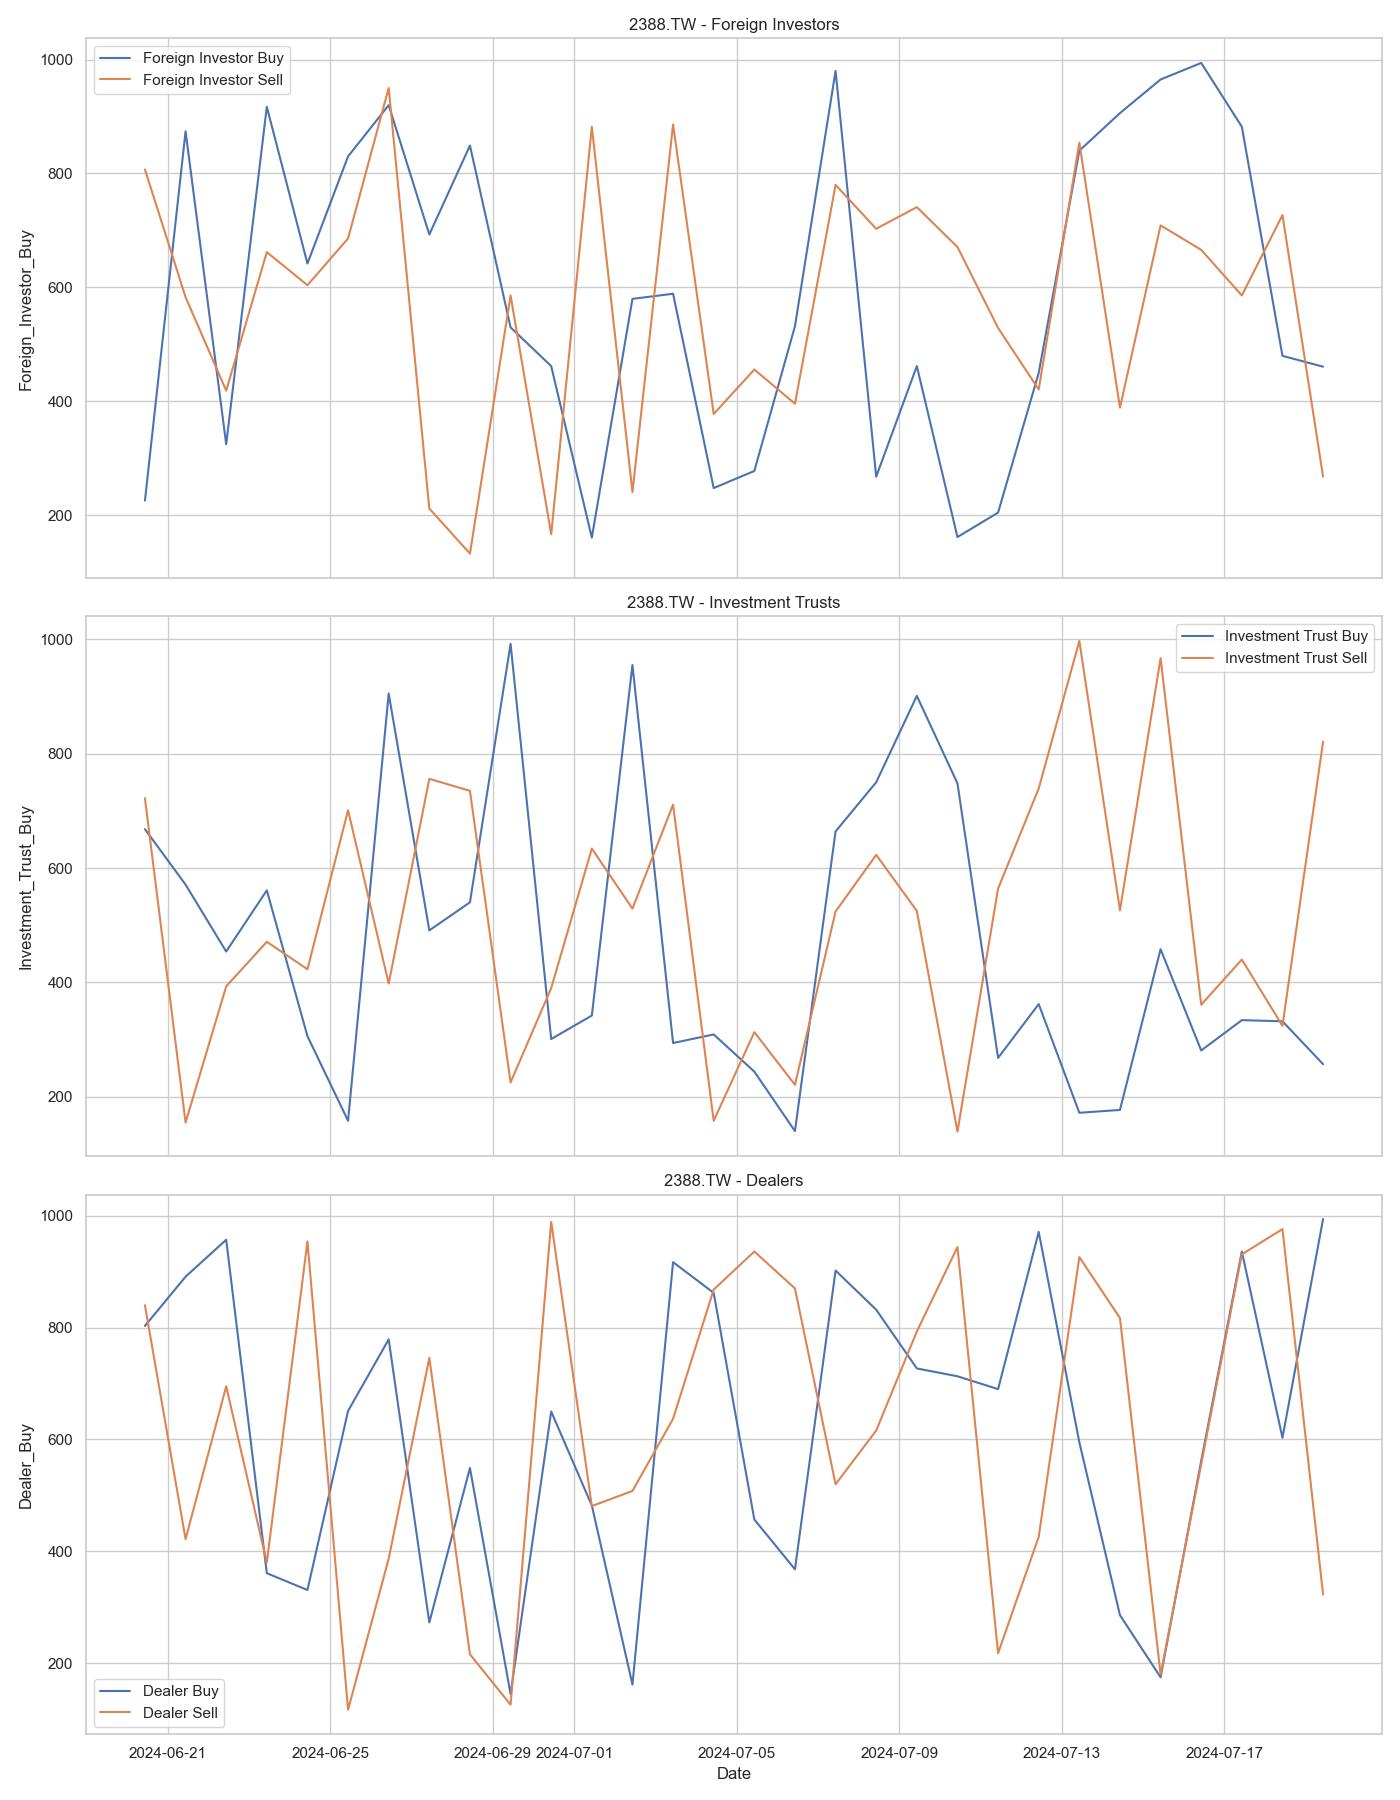 2388.TW - Foreign Investors
Foreign Investor Buy
Foreign Investor Sell
Foreign_Investor_Buy
1000
800
600
400
200
2388.TW - Investment Trusts
Investment Trust Buy
Investment Trust Sell
Investment_Trust_Buy
1000
800
600
400
200
2388.TW - Dealers
Dealer_Buy
1000
800
600
400
200
Dealer Buy
Dealer Sell
2024-06-21 2024-06-25 2024-06-29 2024-07-01 2024-07-05 2024-07-09 2024-07-13 2024-07-17
Date